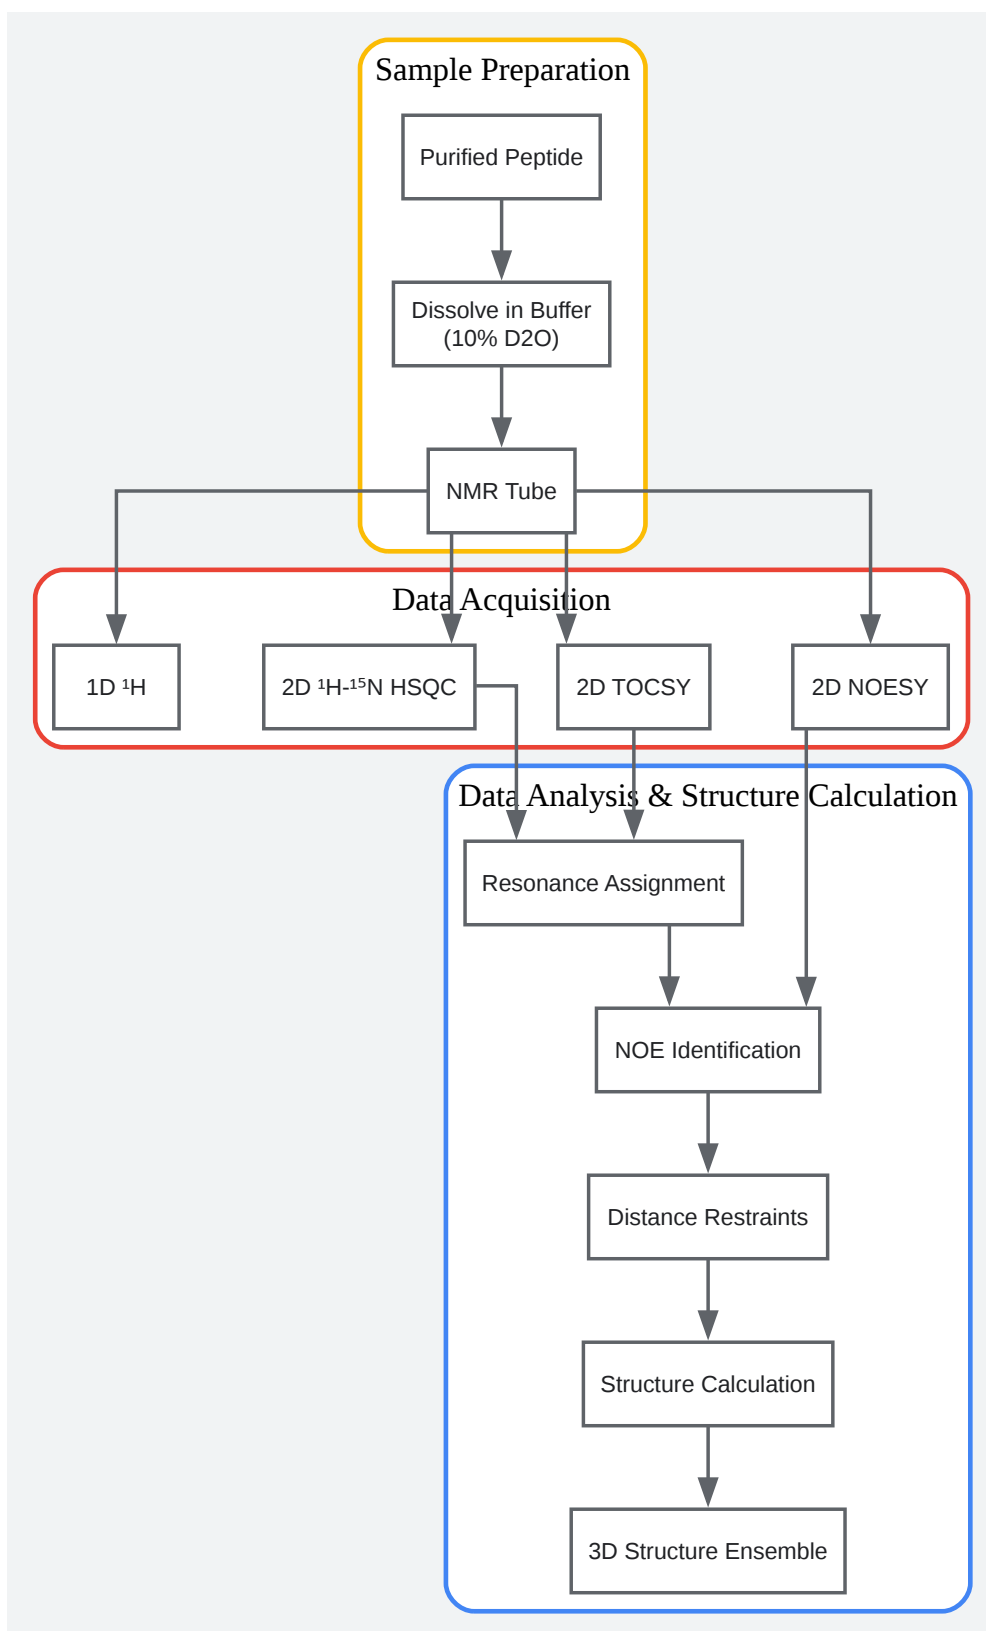 Sample Preparation
Purified Peptide
Dissolve in Buffer
(10% D2O)
NMR Tube
Data Acquisition
1D ¹H
2D ¹H-¹⁵N HSQC
2D TOCSY
2D NOESY
Data Analysis & Structure Calculation
Resonance Assignment
NOE Identification
Distance Restraints
Structure Calculation
3D Structure Ensemble